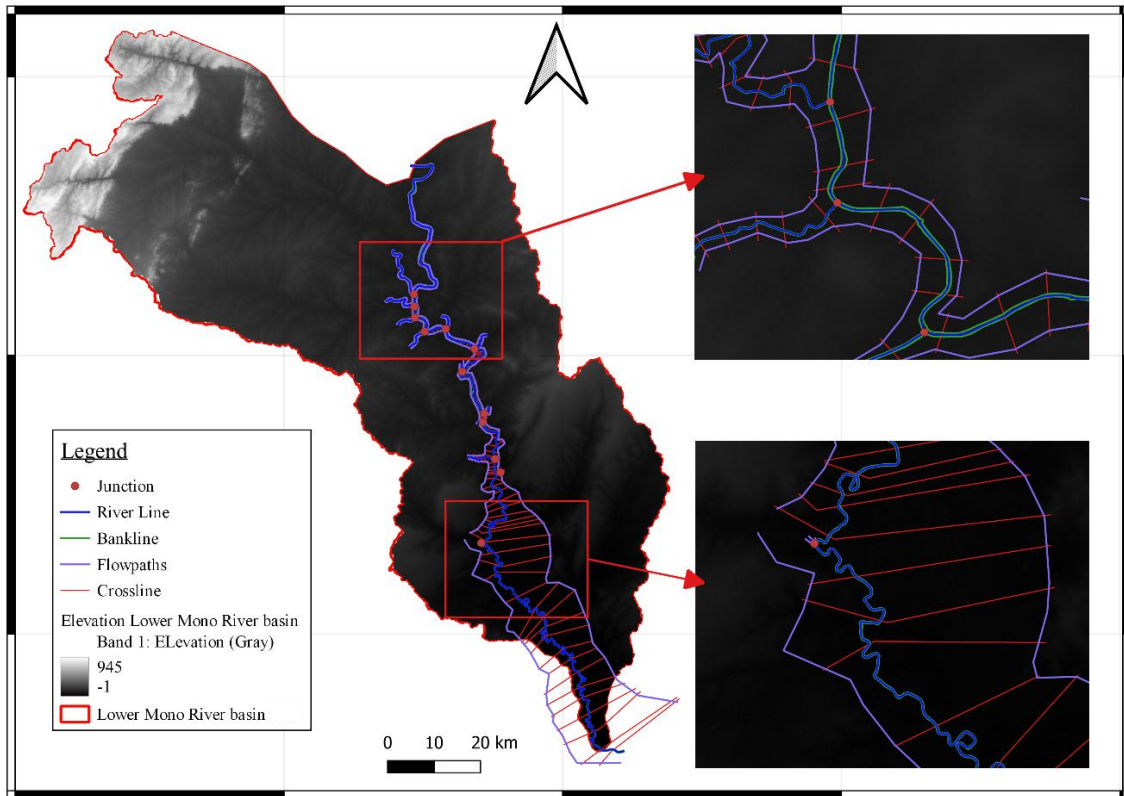 Legend
Junction
River Line
Bankline
Flowpaths
Crossline
Elevation Lower Mono River basin
Band 1: ELevation (Gray)
945
-1
Lower Mono River basin
0 10 20 km